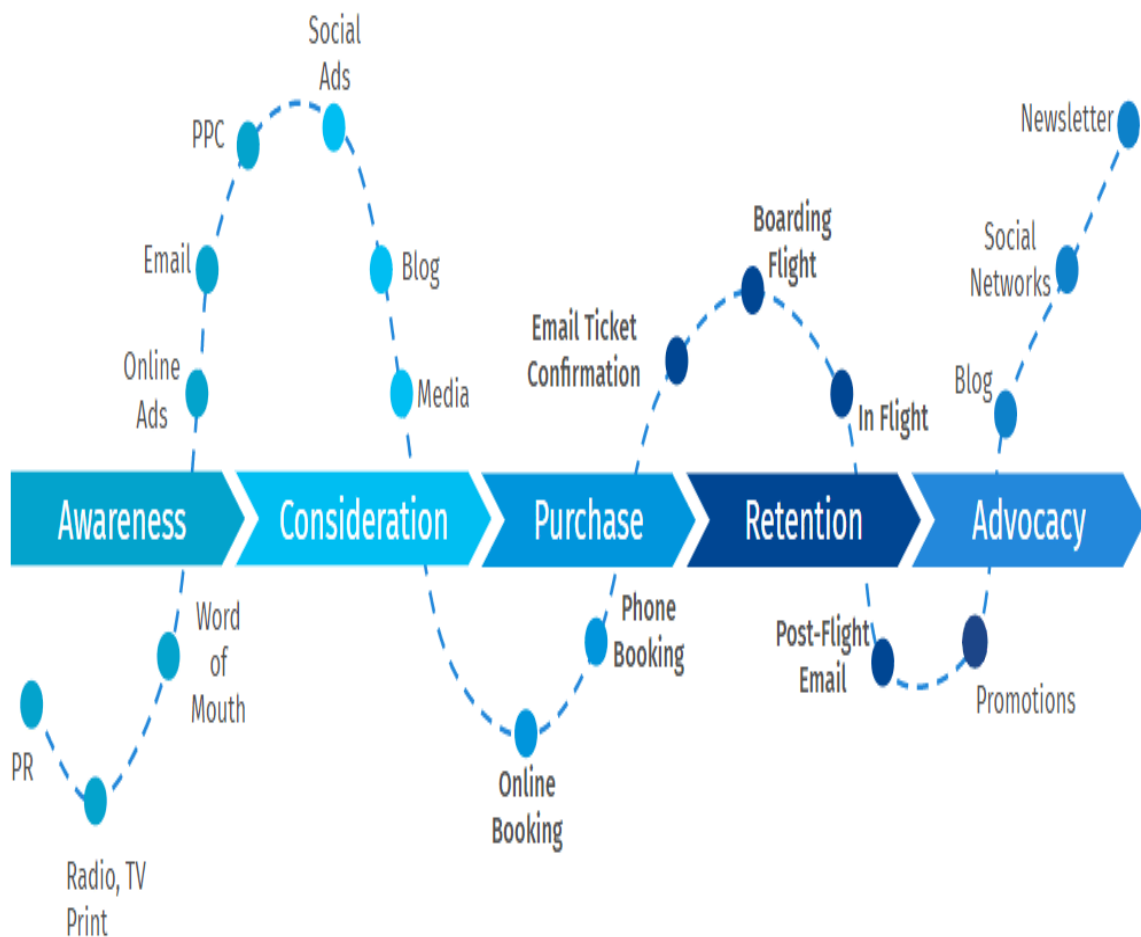 Social
Ads
PPC
Newsletter
Email
Blog
Boarding
Flight
Social
Networks
Online
Ads
Media
Email Ticket
Confirmation
In Flight
Blog
Awareness
Consideration
Purchase
Retention
Advocacy
PR
Radio, TV
Print
Word
of
Mouth
Online
Booking
Phone
Booking
Post-Flight
Email
Promotions